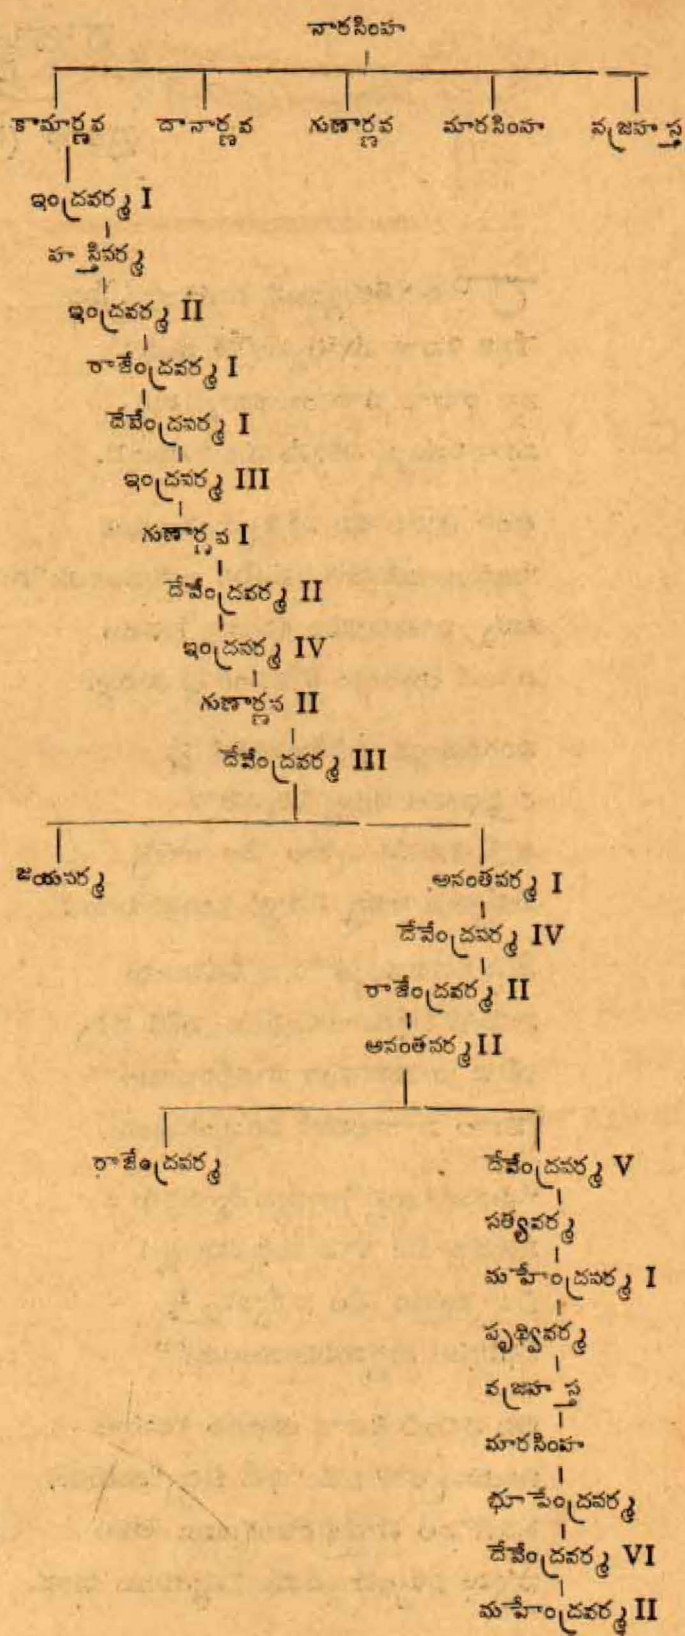 నారసింహ
కామార్ణవ దానార్ణవ గుణార్ణవ మారసింహ వజ్రహస్త
ఇంద్రవర్మ I
హస్తివర్మ
ఇంద్రవర్మ II
రాజేంద్రవర్మ I
దేవేంద్రవర్మ I
ఇంద్రవర్మ III
గుణార్ణవ I
దేవేంద్రవర్మ II
ఇంద్రవర్మ IV
గుణార్ణవ II
దేవేంద్రవర్మ III
జయవర్మ అనంతవర్మ I
దేవేంద్రవర్మ IV
రాజేంద్రవర్మ II
అనంతవర్మ II
రాజేంద్రవర్మ దేవేంద్రవర్మ V
సత్యవర్మ
మహేంద్రవర్మ I
పృథ్వివర్మ
వజ్రహస్త
మారసింహ
భూపేంద్రవర్మ
దేవేంద్రవర్మ VI
మహేంద్రవర్మ II